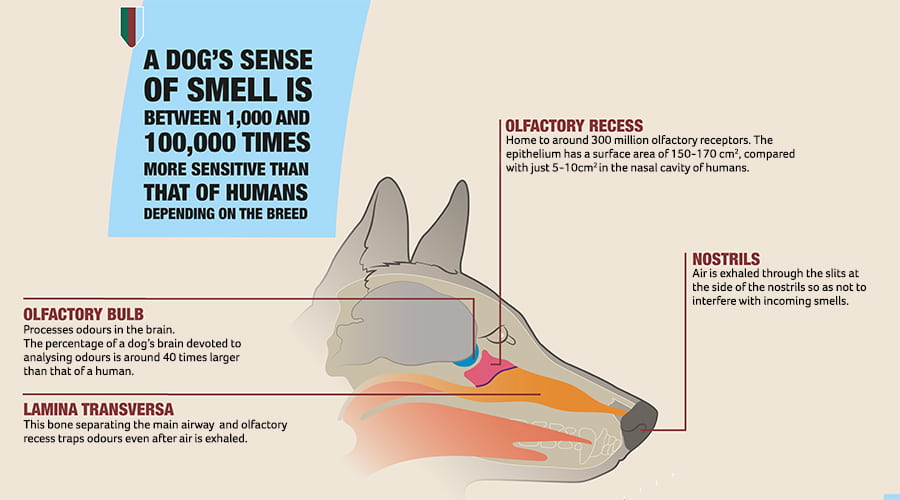 A DOG'S SENSE
OF SMELL IS
BETWEEN 1,000 AND
100,000 TIMES
MORE SENSITIVE THAN
THAT OF HUMANS
DEPENDING ON THE BREED
OLFACTORY RECESS
Home to around 300 million olfactory receptors. The
epithelium has a surface area of 150-170 cm², compared
with just 5-10cm² in the nasal cavity of humans.
NOSTRILS
Air is exhaled through the slits at
the side of the nostrils so as not to
interfere with incoming smells.
OLFACTORY BULB
Processes odours in the brain.
The percentage of a dog's brain devoted to
analysing odours is around 40 times larger
than that of a human.
LAMINA TRANSVERSA
This bone separating the main airway and olfactory
recess traps odours even after air is exhaled.